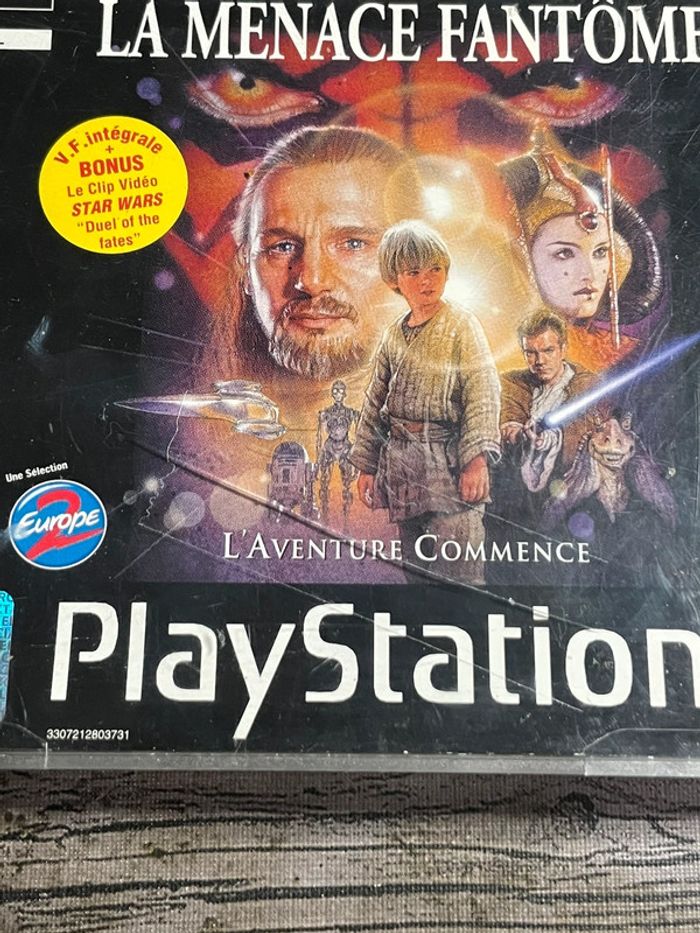 LA MENACE FANTÔME
V.F. intégrale
+
BONUS
Le Clip Vidéo
STAR WARS
"Duel of the
fates"
Une Sélection
Europe
2
L'AVENTURE COMMENCE
PlayStation
3307212803731